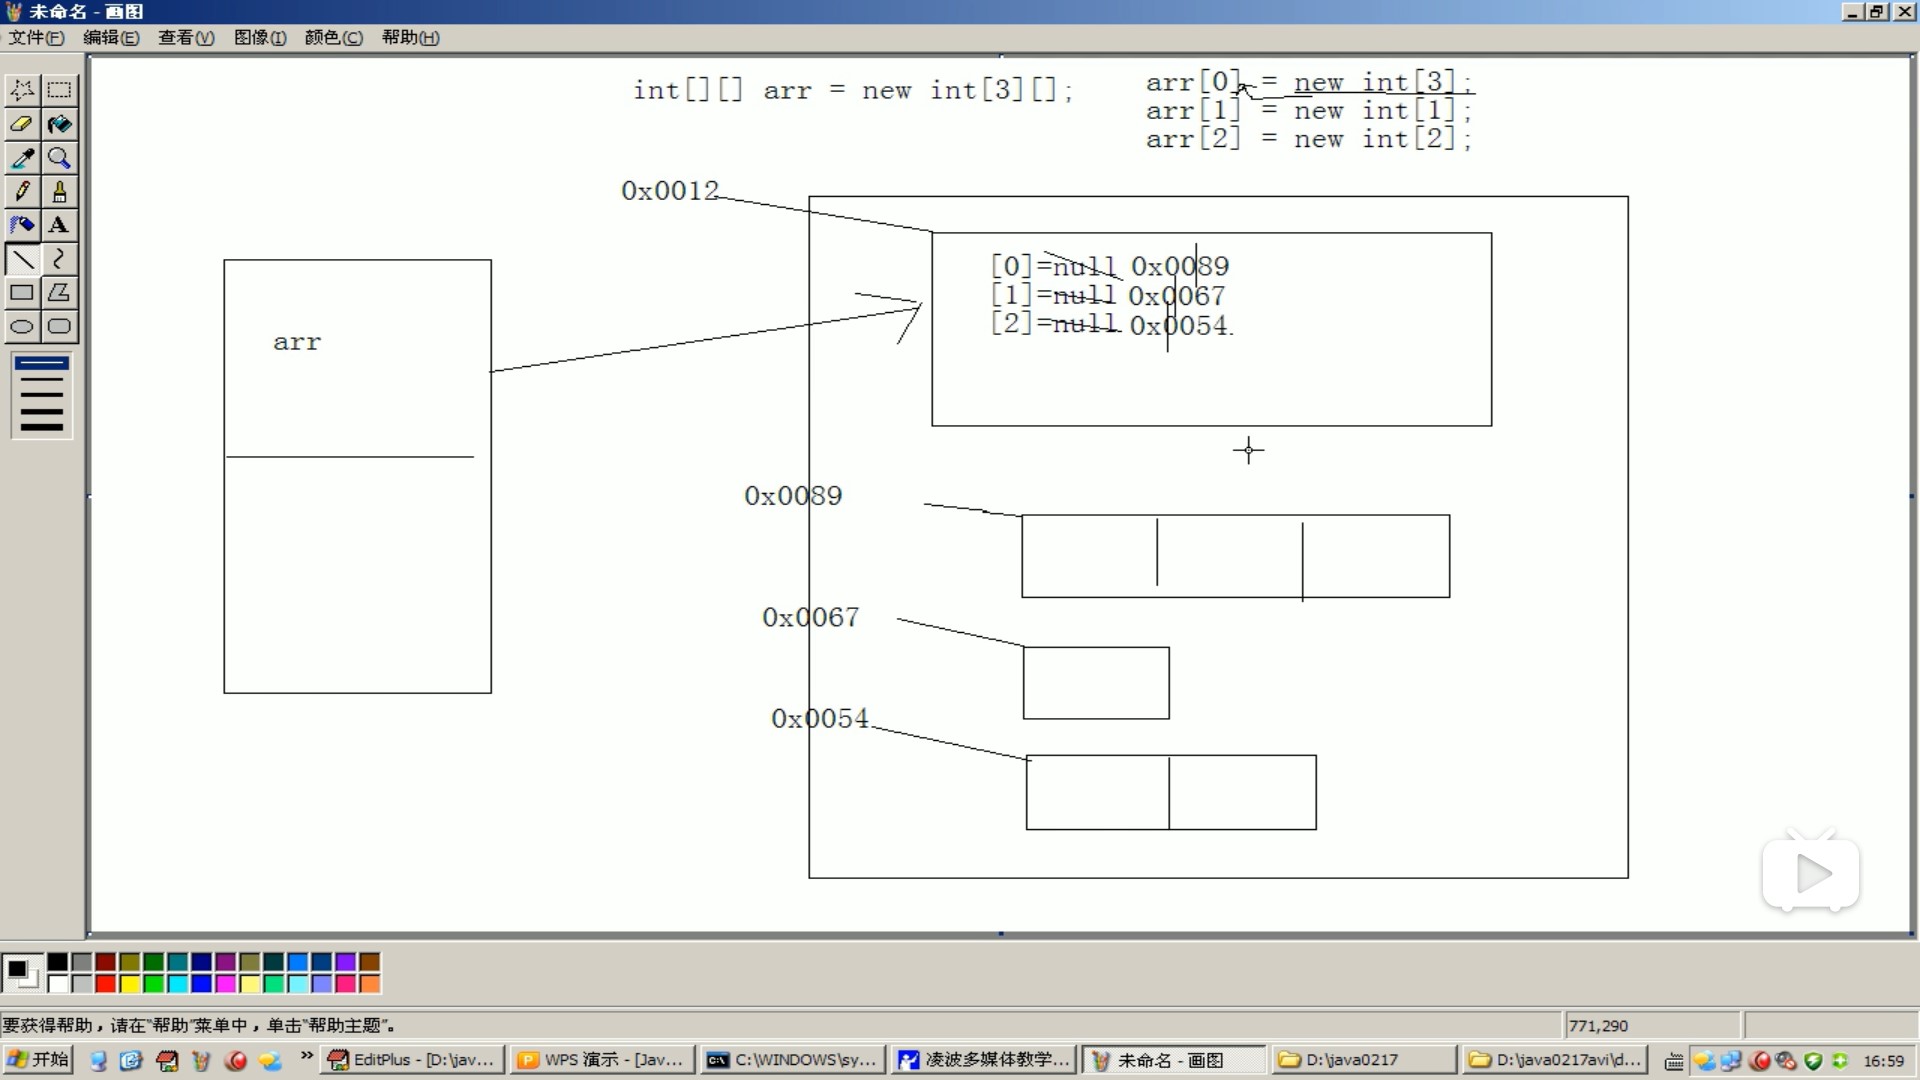 未命名 - 画图
文件(F) 编辑(E) 查看(V) 图像(I) 颜色(C) 帮助(H)
int[][] arr = new int[3][];
arr[0] = new int[3];
arr[1] = new int[1];
arr[2] = new int[2];
0x0012
[0]=null 0x0089
[1]=null 0x0067
[2]=null 0x0054.
arr
0x0089
0x0067
0x0054
A
要获得帮助，请在“帮助”菜单中，单击“帮助主题”。
771,290
开始
»
EditPlus - [D:\jav...
WPS 演示 - [Jav...
C:\WINDOWS\sy...
凌波多媒体教学...
未命名 - 画图
D:\java0217
D:\java0217avi\d...
16:59